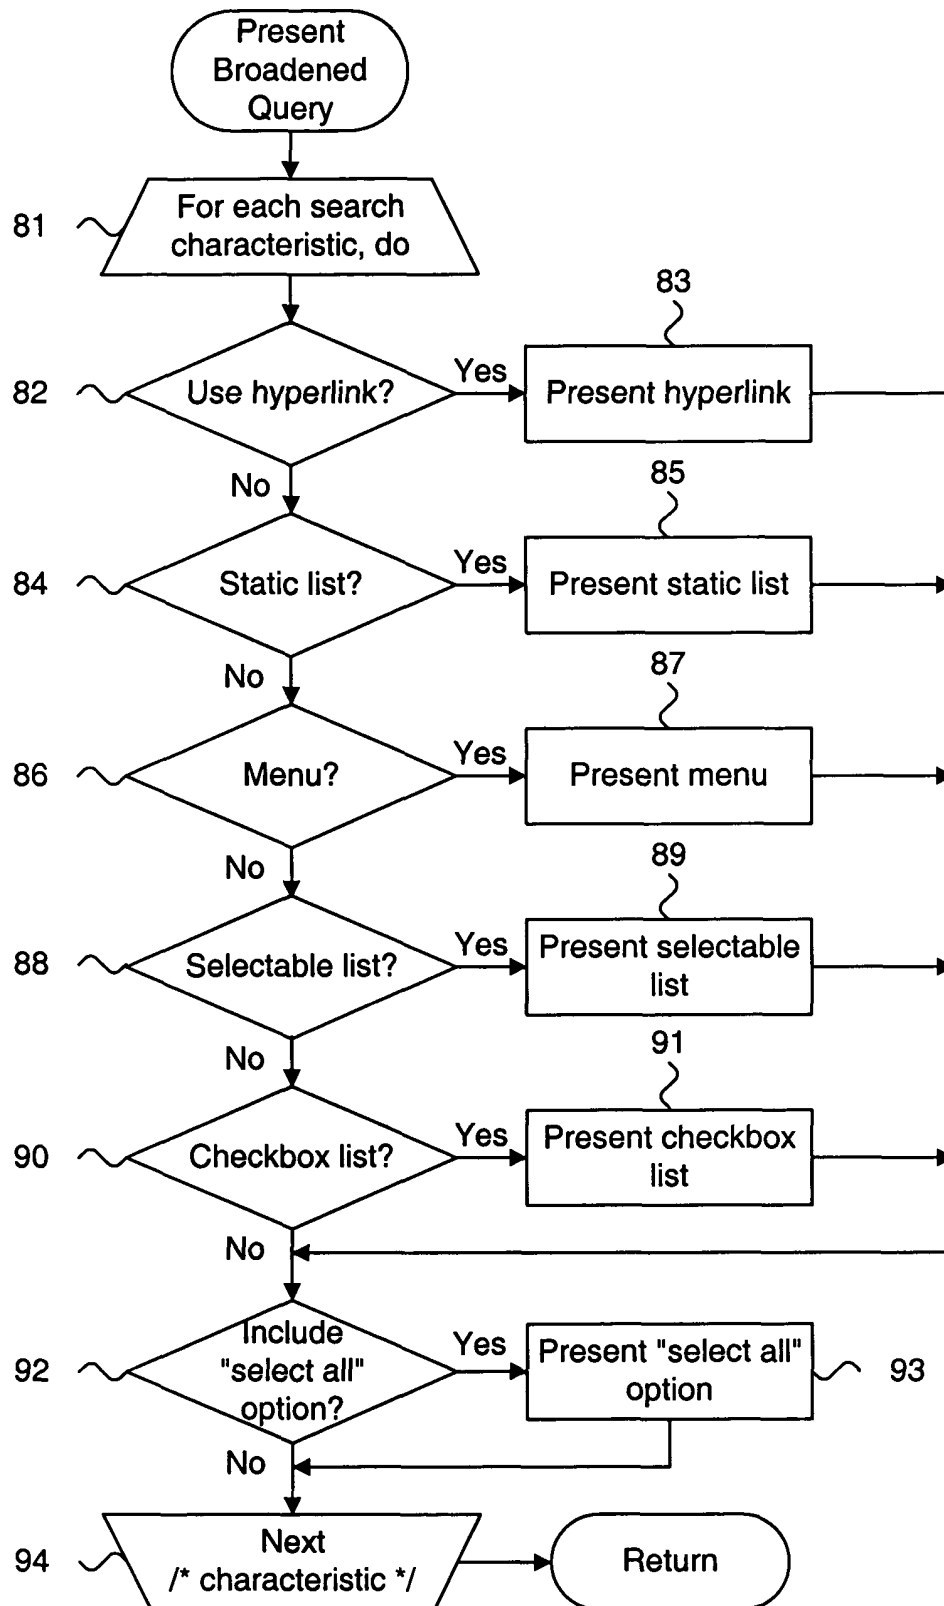 Present
Broadened
Query
81
For each search
characteristic, do
83
82
Use hyperlink?
Yes
Present hyperlink
No
85
84
Static list?
Yes
Present static list
No
87
86
Menu?
Yes
Present menu
No
89
88
Selectable list?
Yes
Present selectable
list
No
91
90
Checkbox list?
Yes
Present checkbox
list
No
92
Include
"select all"
option?
Yes
Present "select all"
option
93
No
94
Next
/* characteristic */
Return